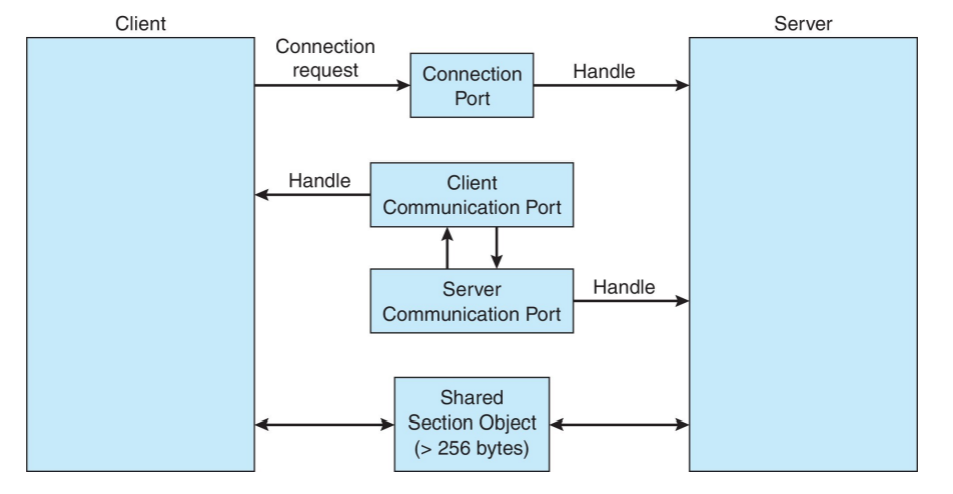 Client
Server
Connection
request
Connection
Port
Handle
Handle
Client
Communication Port
Server
Communication Port
Handle
Shared
Section Object
(> 256 bytes)